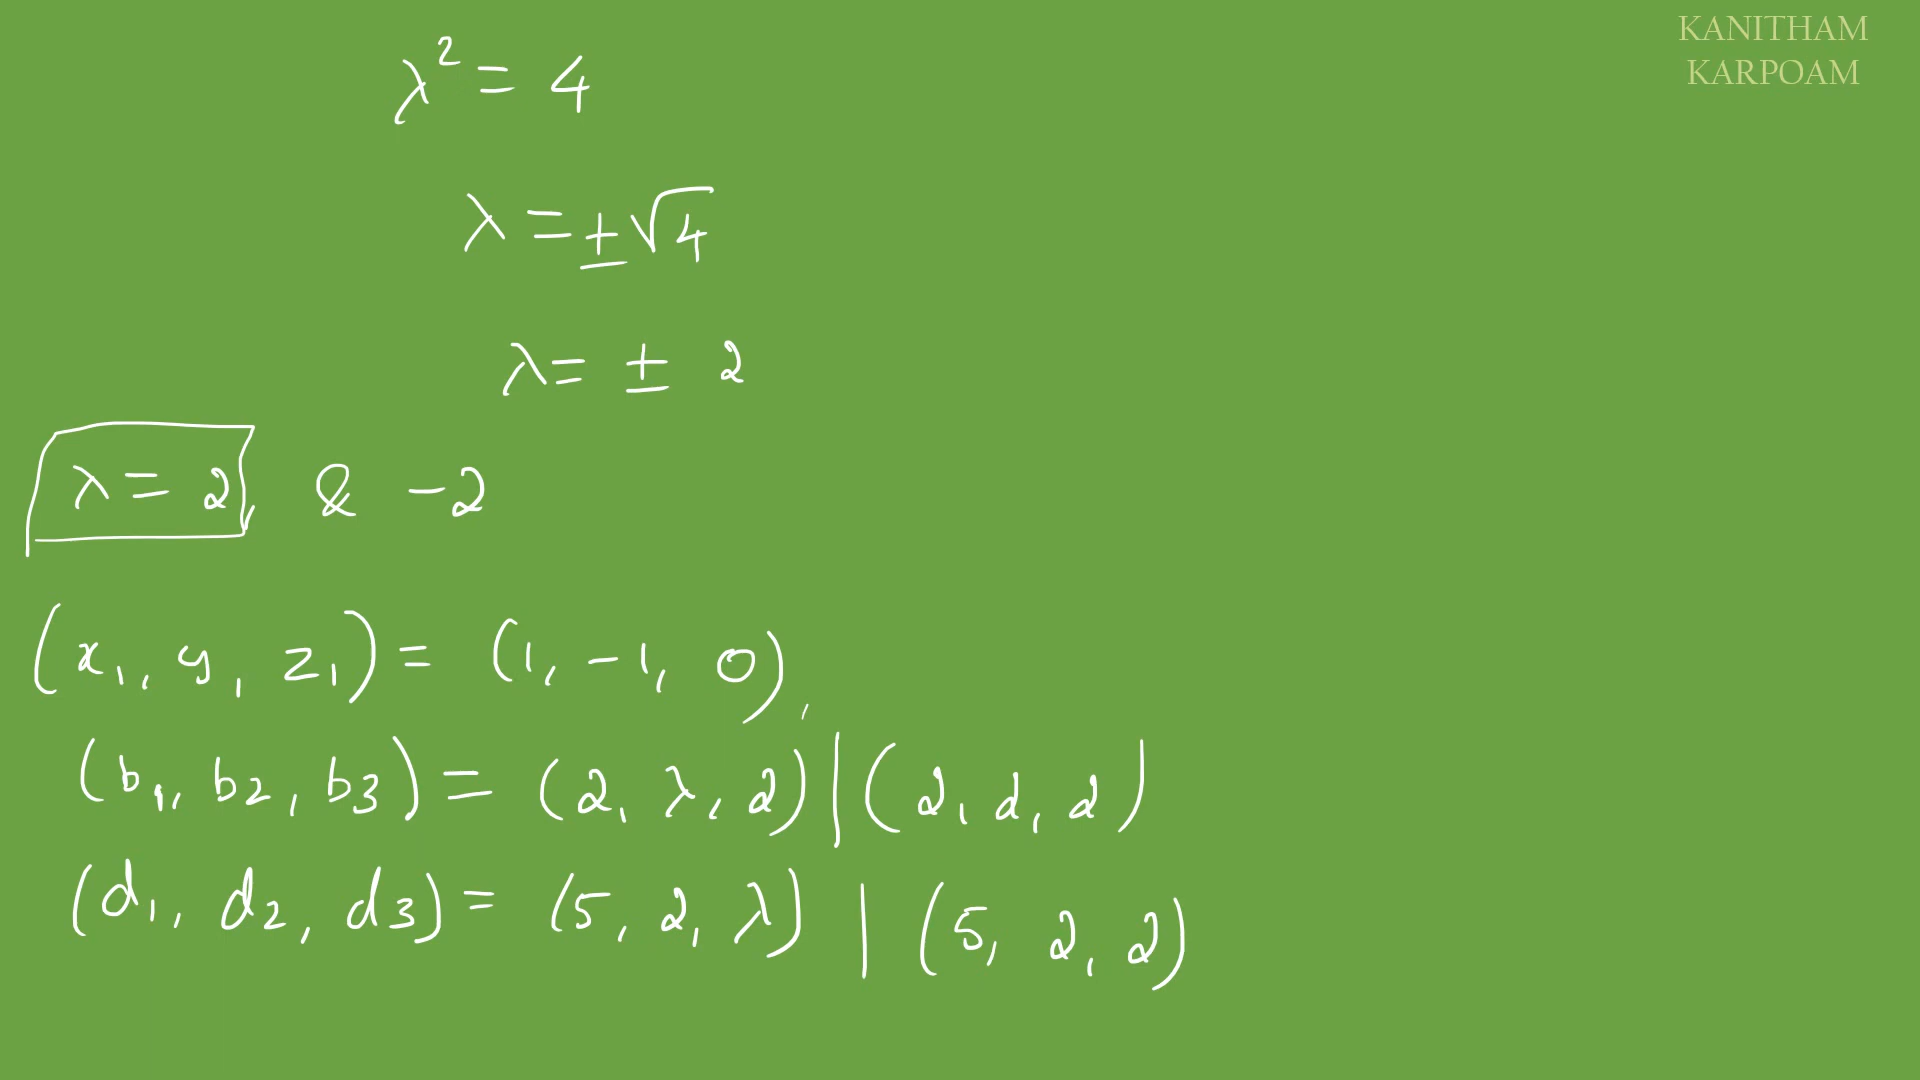 KANITHAM
KARPOAM
λ² = 4
λ = ±√4
λ = ± 2
λ = 2, & -2
(x₁, y₁, z₁) = (1, -1, 0),
(b₁, b₂, b₃) = (2, λ, 2) | (2, 2, 2)
(d₁, d₂, d₃) = (5, 2, λ) | (5, 2, 2)